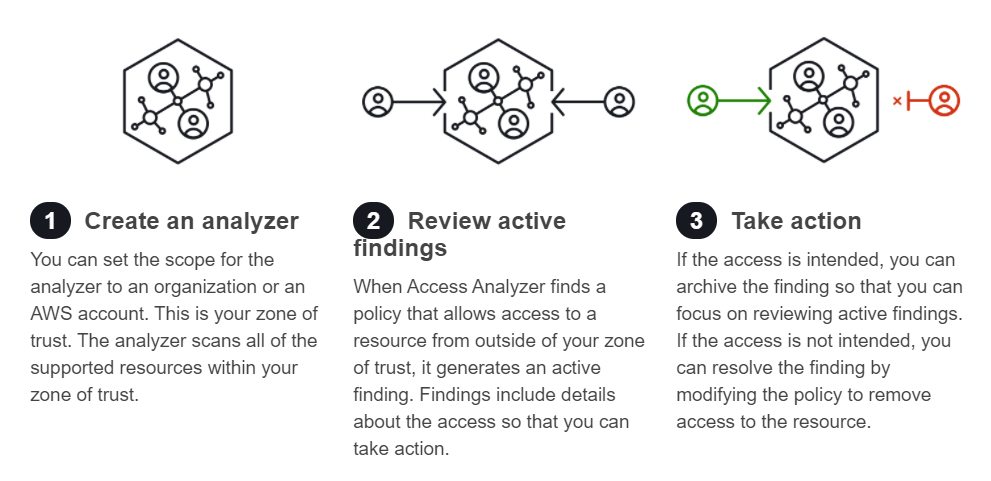 1 Create an analyzer
You can set the scope for the
analyzer to an organization or an
AWS account. This is your zone of
trust. The analyzer scans all of the
supported resources within your
zone of trust.
2 Review active
findings
When Access Analyzer finds a
policy that allows access to a
resource from outside of your zone
of trust, it generates an active
finding. Findings include details
about the access so that you can
take action.
3 Take action
If the access is intended, you can
archive the finding so that you can
focus on reviewing active findings.
If the access is not intended, you
can resolve the finding by
modifying the policy to remove
access to the resource.